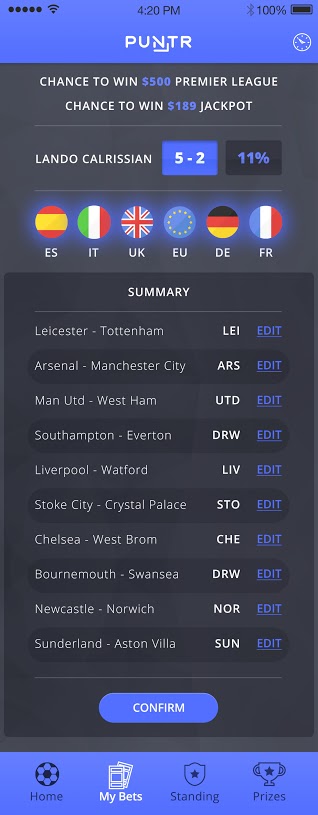 4:20 PM 100%
PUNTR
CHANCE TO WIN $500 PREMIER LEAGUE
CHANCE TO WIN $189 JACKPOT
LANDO CALRISSIAN 5 - 2 11%
ES IT UK EU DE FR
SUMMARY
Leicester - Tottenham LEI EDIT
Arsenal - Manchester City ARS EDIT
Man Utd - West Ham UTD EDIT
Southampton - Everton DRW EDIT
Liverpool - Watford LIV EDIT
Stoke City - Crystal Palace STO EDIT
Chelsea - West Brom CHE EDIT
Bournemouth - Swansea DRW EDIT
Newcastle - Norwich NOR EDIT
Sunderland - Aston Villa SUN EDIT
CONFIRM
Home My Bets Standing Prizes